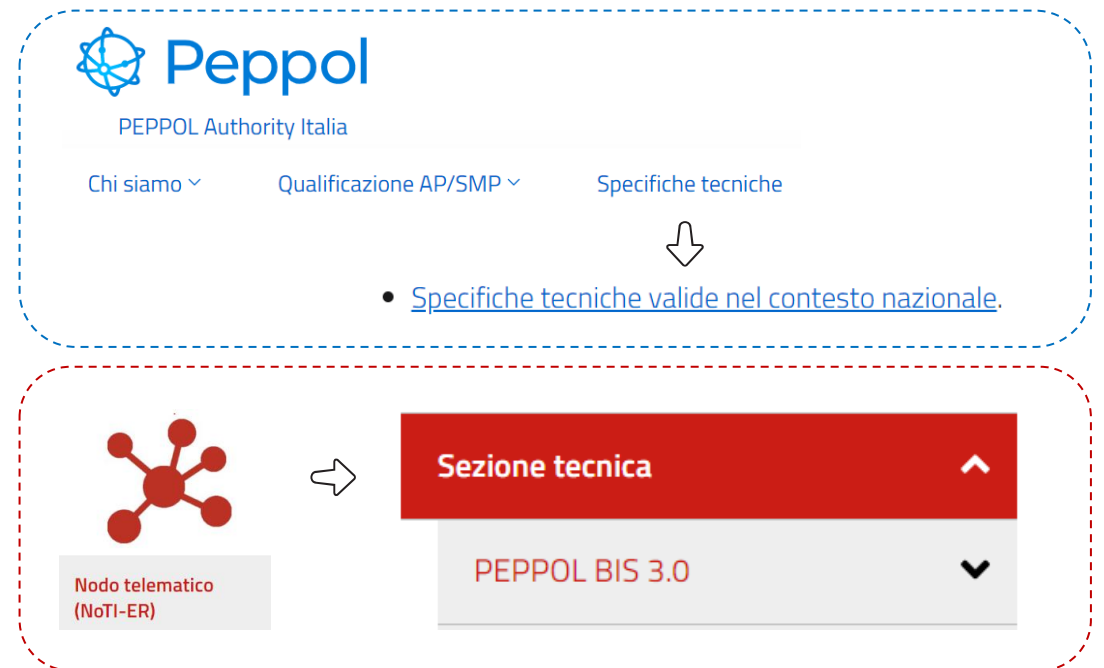 Peppol
PEPPOL Authority Italia
Chi siamo
Qualificazione AP/SMP
Specifiche tecniche
Specifiche tecniche valide nel contesto nazionale.
Nodo telematico
(NoTI-ER)
Sezione tecnica
PEPPOL BIS 3.0